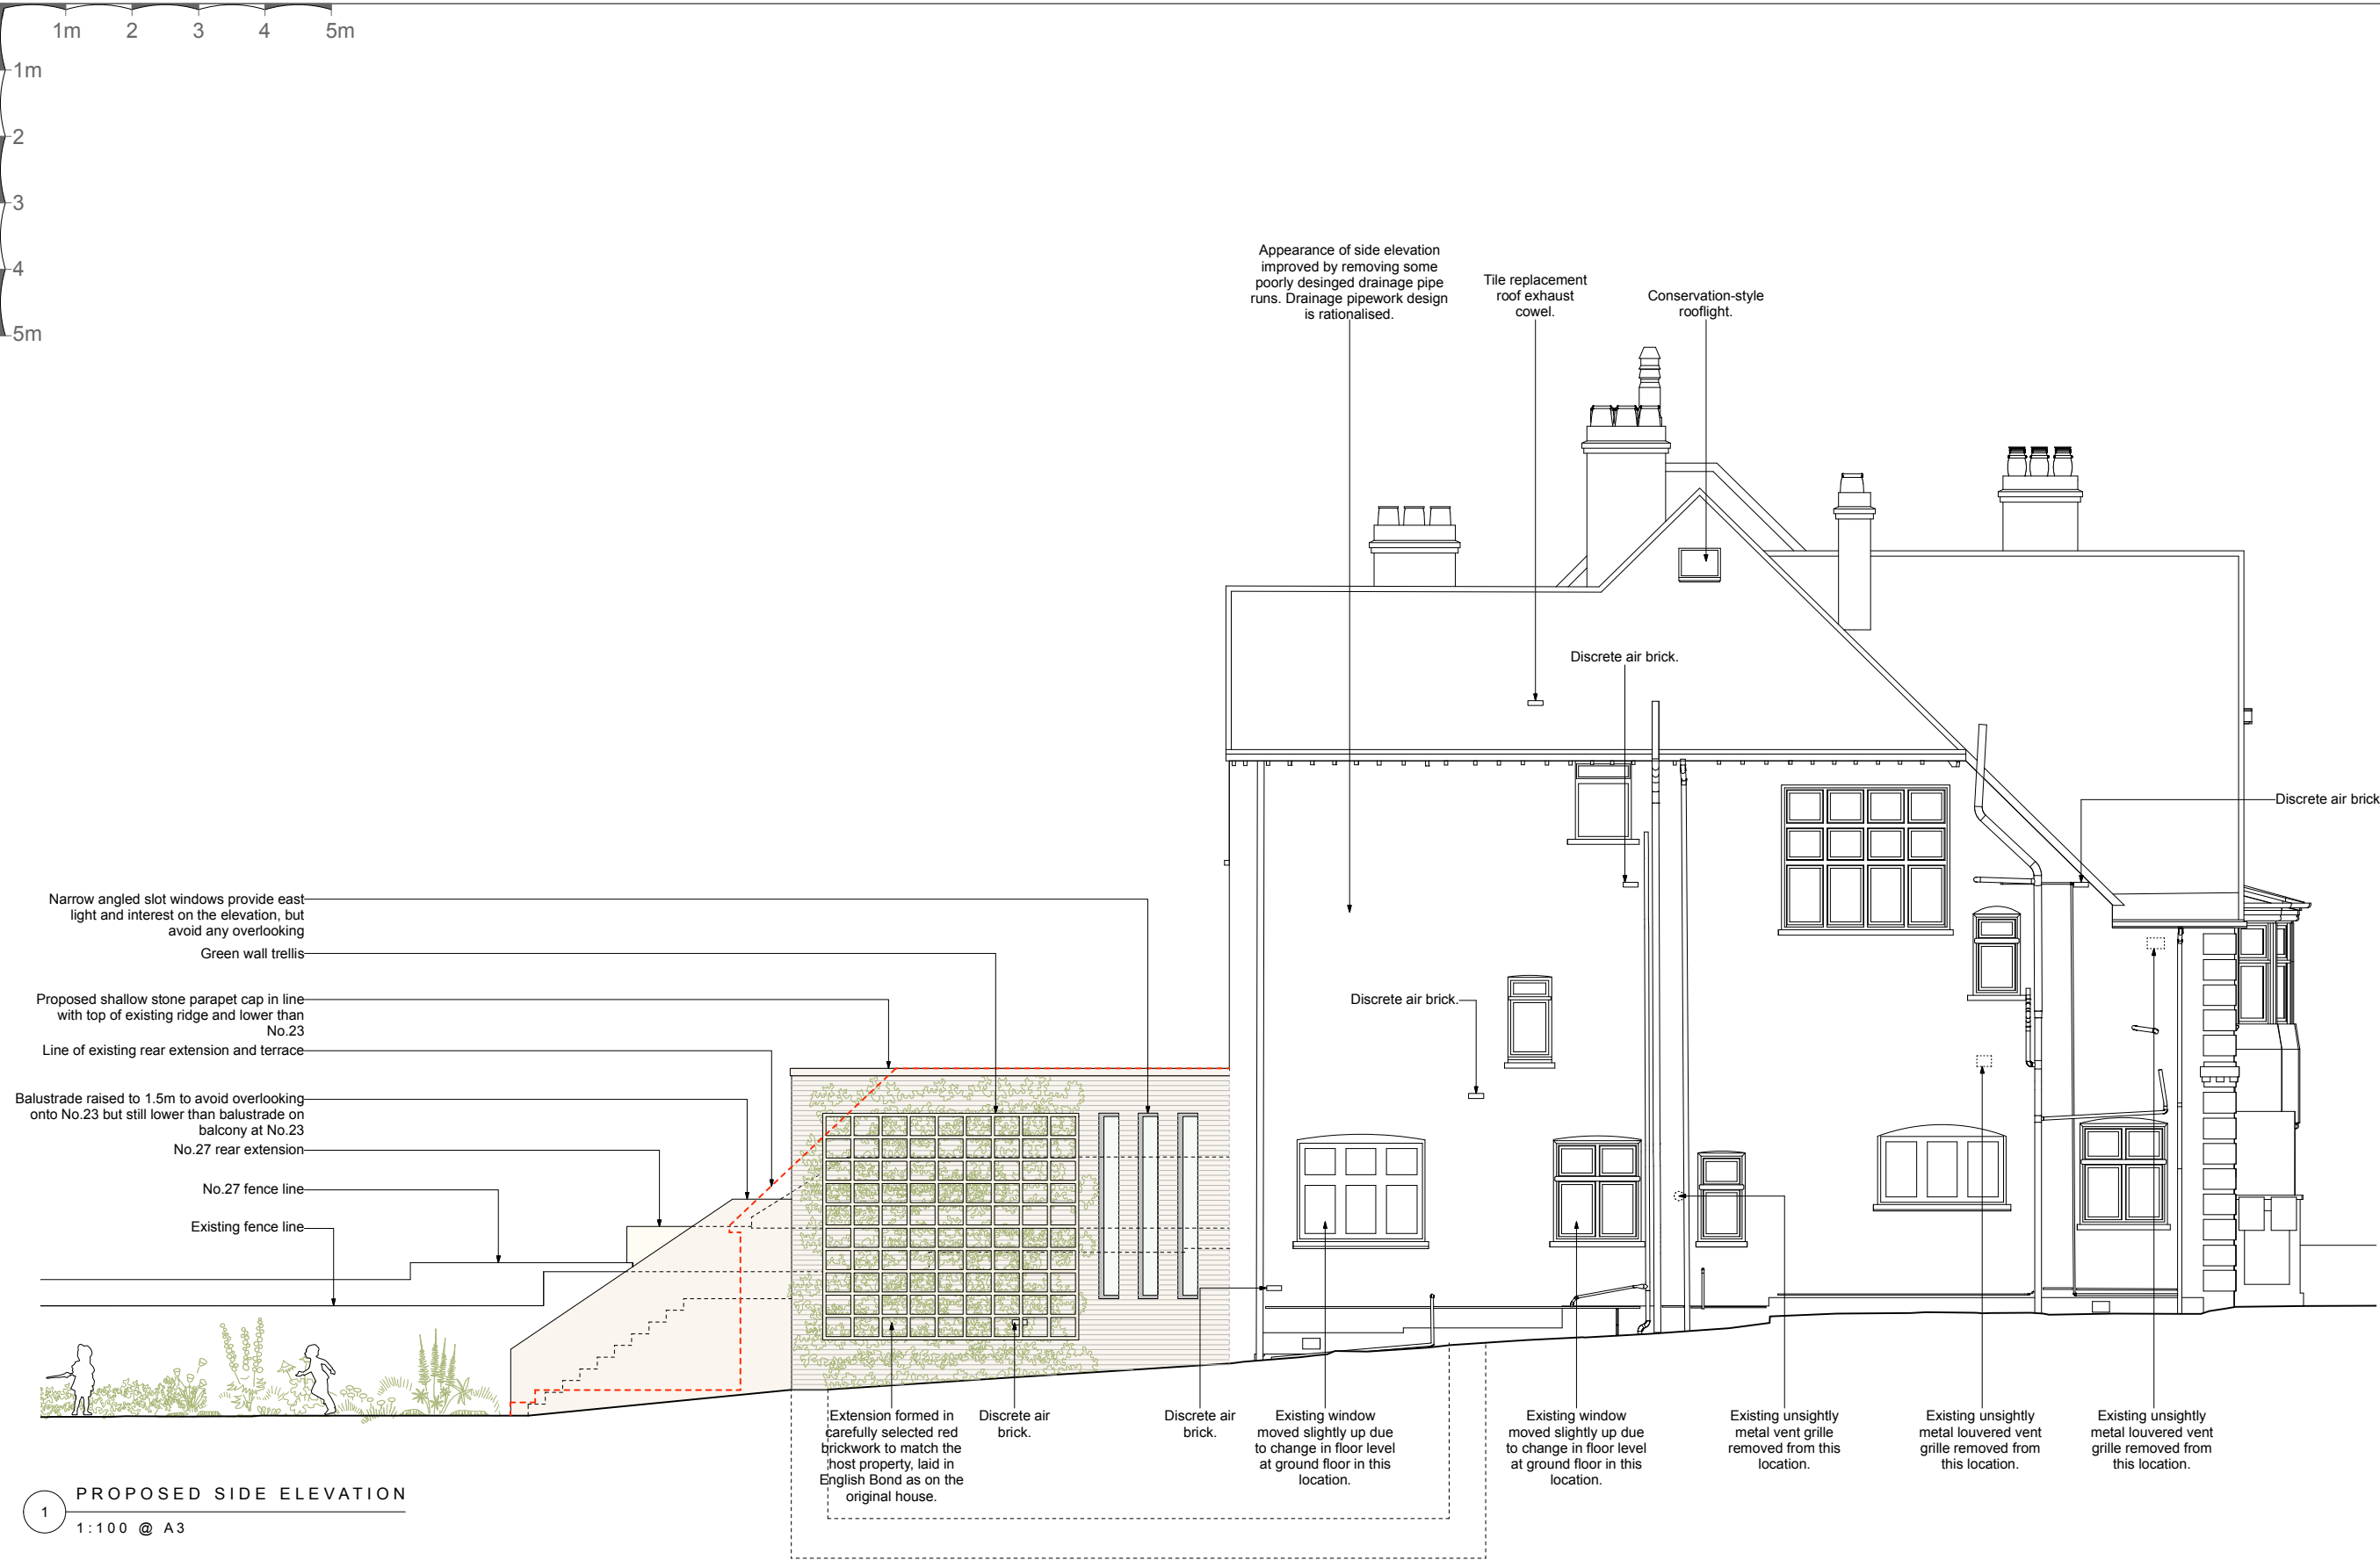 1m 2 3 4 5m
1m
2
3
4
5m
Appearance of side elevation
improved by removing some
poorly desinged drainage pipe
runs. Drainage pipework design
is rationalised.
Tile replacement
roof exhaust
cowel.
Conservation-style
rooflight.
Discrete air brick.
Discrete air brick
Discrete air brick.
Narrow angled slot windows provide east
light and interest on the elevation, but
avoid any overlooking
Green wall trellis
Proposed shallow stone parapet cap in line
with top of existing ridge and lower than
No.23
Line of existing rear extension and terrace
Balustrade raised to 1.5m to avoid overlooking
onto No.23 but still lower than balustrade on
balcony at No.23
No.27 rear extension
No.27 fence line
Existing fence line
Extension formed in
carefully selected red
brickwork to match the
host property, laid in
English Bond as on the
original house.
Discrete air
brick.
Discrete air
brick.
Existing window
moved slightly up due
to change in floor level
at ground floor in this
location.
Existing window
moved slightly up due
to change in floor level
at ground floor in this
location.
Existing unsightly
metal vent grille
removed from this
location.
Existing unsightly
metal louvered vent
grille removed from
this location.
Existing unsightly
metal louvered vent
grille removed from
this location.
1 PROPOSED SIDE ELEVATION
1:100 @ A3